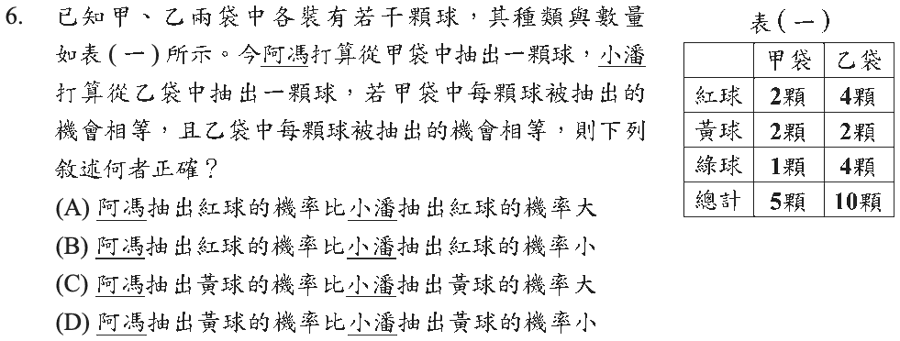 6. 已知甲、乙兩袋中各裝有若干顆球，其種類與數量
如表(一)所示。今阿馮打算從甲袋中抽出一顆球，小潘
打算從乙袋中抽出一顆球，若甲袋中每顆球被抽出的
機會相等，且乙袋中每顆球被抽出的機會相等，則下列
敘述何者正確？
(A) 阿馮抽出紅球的機率比小潘抽出紅球的機率大
(B) 阿馮抽出紅球的機率比小潘抽出紅球的機率小
(C) 阿馮抽出黃球的機率比小潘抽出黃球的機率大
(D) 阿馮抽出黃球的機率比小潘抽出黃球的機率小
表(一)
甲袋 乙袋
紅球 2顆 4顆
黃球 2顆 2顆
綠球 1顆 4顆
總計 5顆 10顆